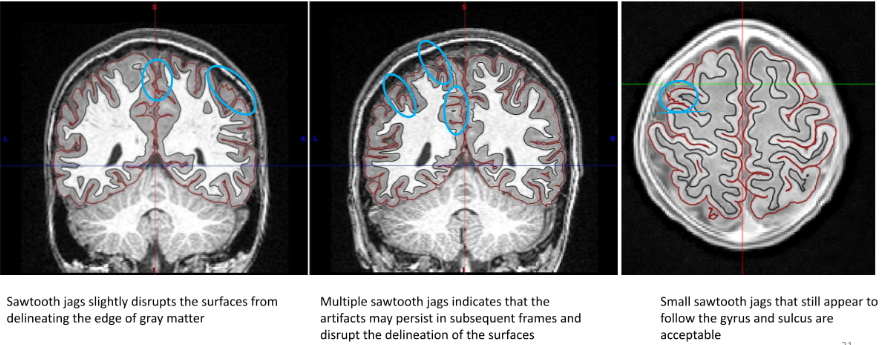 S
S
L
R
L
R
Sawtooth jags slightly disrupts the surfaces from
delineating the edge of gray matter
Multiple sawtooth jags indicates that the
artifacts may persist in subsequent frames and
disrupt the delineation of the surfaces
Small sawtooth jags that still appear to
follow the gyrus and sulcus are
acceptable